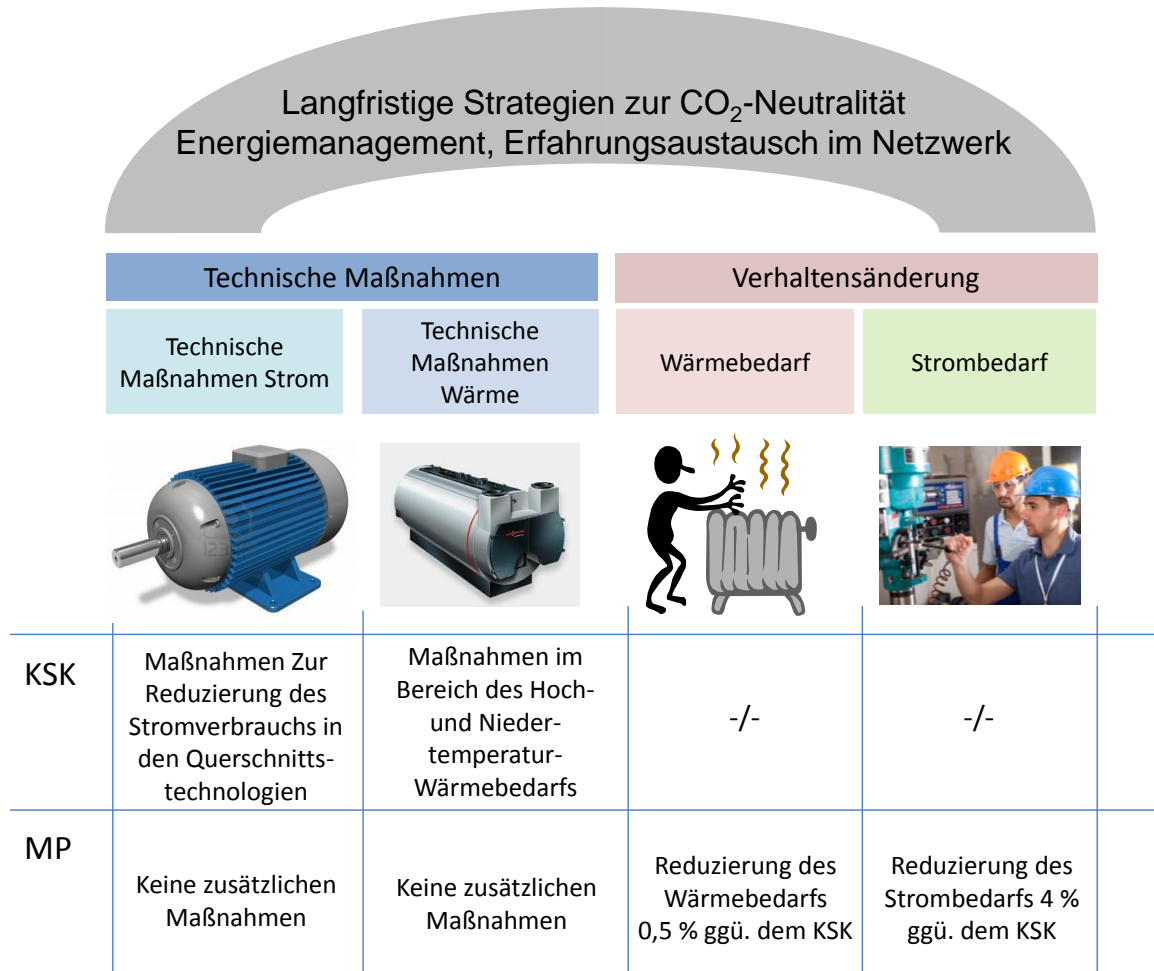 Langfristige Strategien zur CO₂-Neutralität
Energiemanagement, Erfahrungsaustausch im Netzwerk
Technische Maßnahmen
Verhaltensänderung
Technische
Maßnahmen Strom
Technische
Maßnahmen
Wärme
Wärmebedarf
Strombedarf
KSK
Maßnahmen Zur
Reduzierung des
Stromverbrauchs in
den Querschnitts-
technologien
Maßnahmen im
Bereich des Hoch-
und Nieder-
temperatur-
Wärmebedarfs
-/-
-/-
MP
Keine zusätzlichen
Maßnahmen
Keine zusätzlichen
Maßnahmen
Reduzierung des
Wärmebedarfs
0,5 % ggü. dem KSK
Reduzierung des
Strombedarfs 4 %
ggü. dem KSK